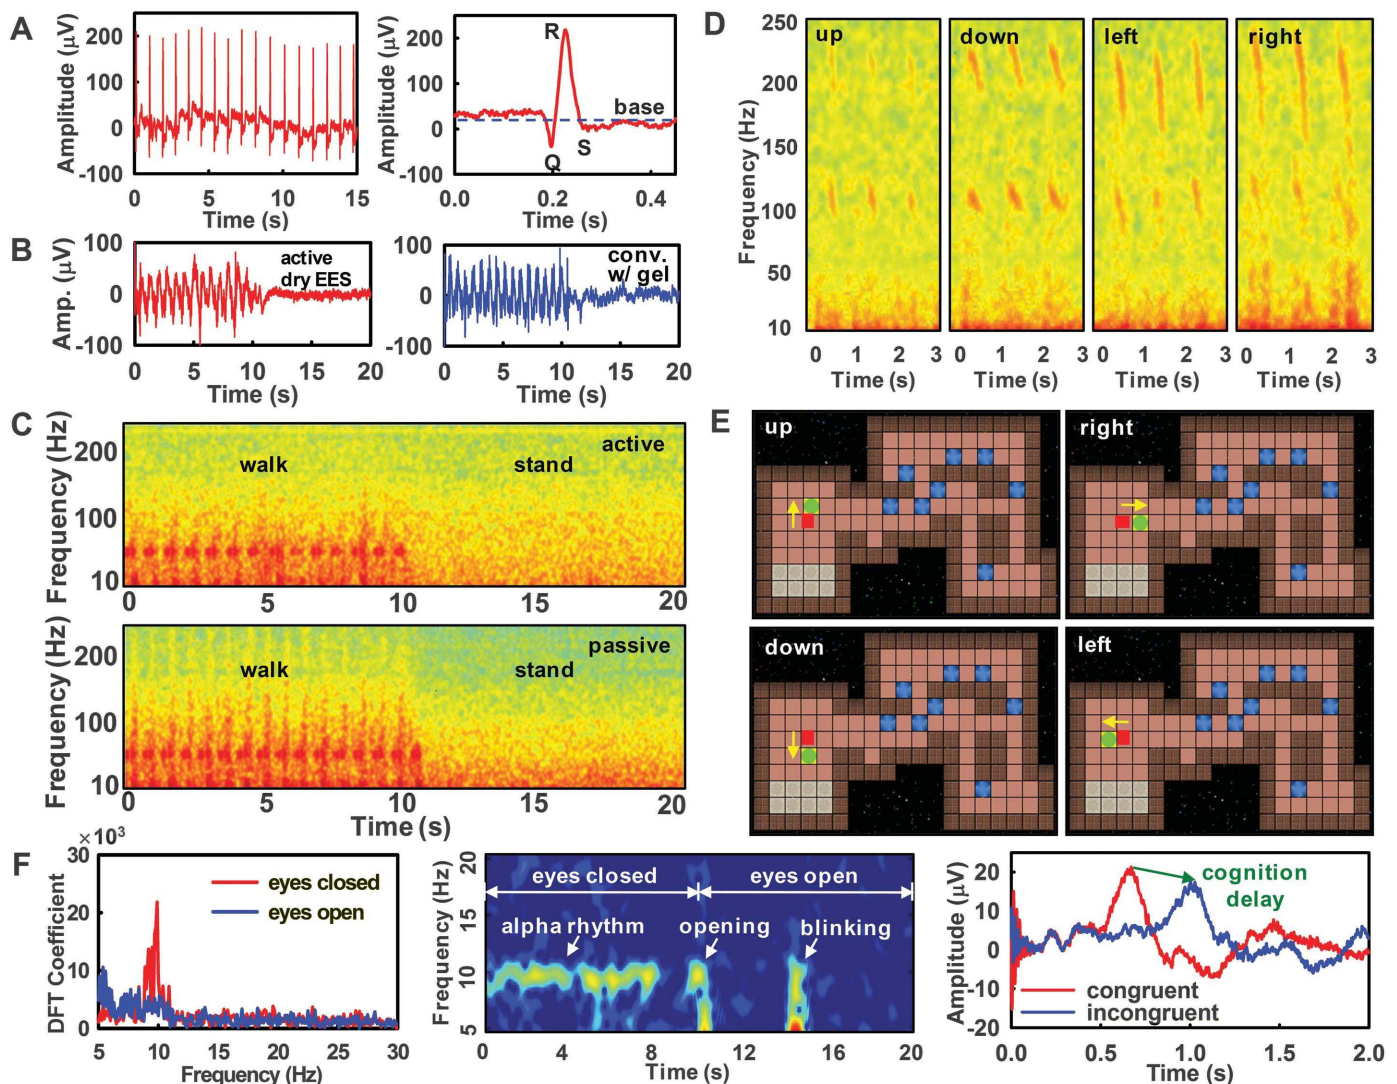 A
Amplitude (µV)
200
100
0
-100
0
5
10
15
Time (s)
Amplitude (µV)
200
100
0
-100
R
base
S
Q
0.0
0.2
0.4
Time (s)
B
Amp. (µV)
100
0
-100
active
dry EES
0
5
10
15
20
Time (s)
100
0
-100
conv.
w/ gel
0
5
10
15
20
Time (s)
C
Frequency (Hz)
200
100
10
active
walk
stand
0
5
10
15
20
Frequency (Hz)
200
100
10
passive
walk
stand
0
5
10
15
20
Time (s)
D
Frequency (Hz)
250
200
150
100
50
10
up
down
left
right
0 1 2 3
0 1 2 3
0 1 2 3
0 1 2 3
Time (s)
Time (s)
Time (s)
Time (s)
E
up
right
down
left
F
×10³
DFT Coefficient
30
20
10
0
eyes closed
eyes open
5 10 15 20 25 30
Frequency (Hz)
Frequency (Hz)
20
15
10
5
eyes closed
eyes open
alpha rhythm
opening
blinking
0 4 8 12 16 20
Time (s)
Amplitude (µV)
20
10
0
-10
-20
cognition
delay
congruent
incongruent
0.0 0.5 1.0 1.5 2.0
Time (s)